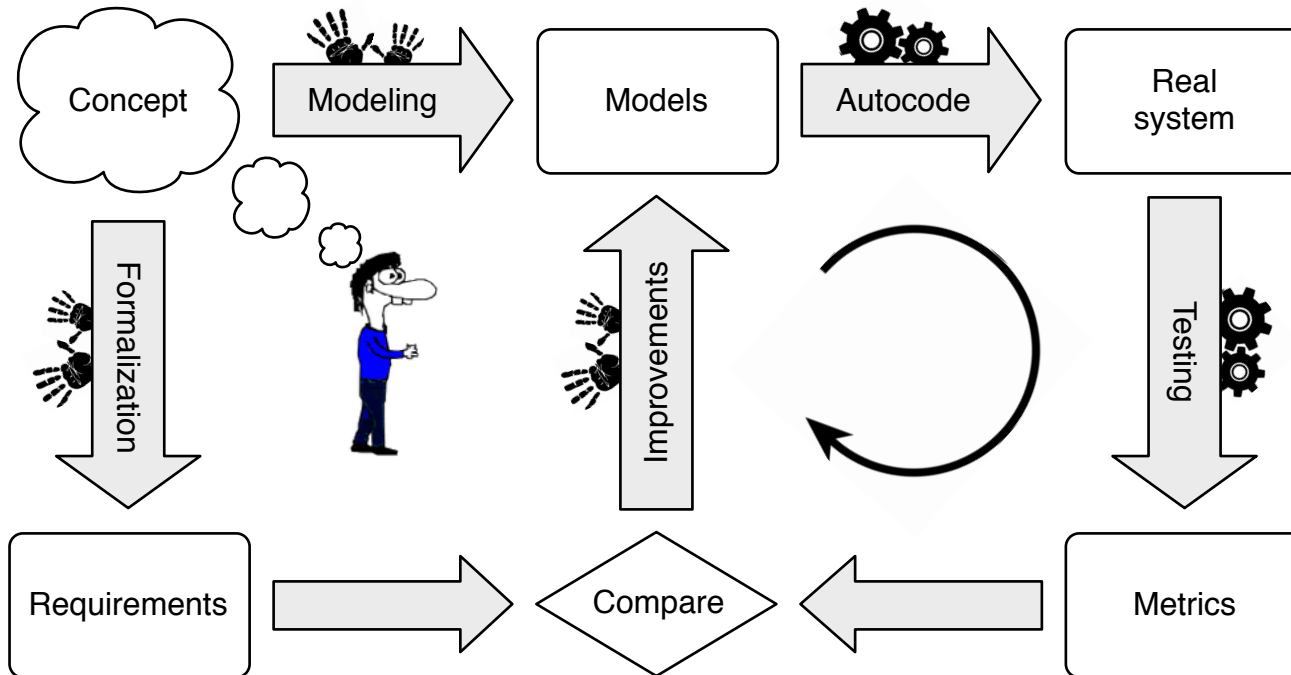 Concept
Modeling
Models
Autocode
Real
system
Formalization
Improvements
Testing
Requirements
Compare
Metrics